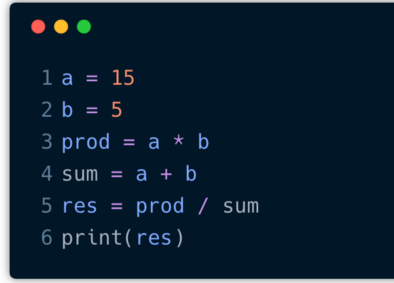 1 a = 15
2 b = 5
3 prod = a * b
4 sum = a + b
5 res = prod / sum
6 print(res)